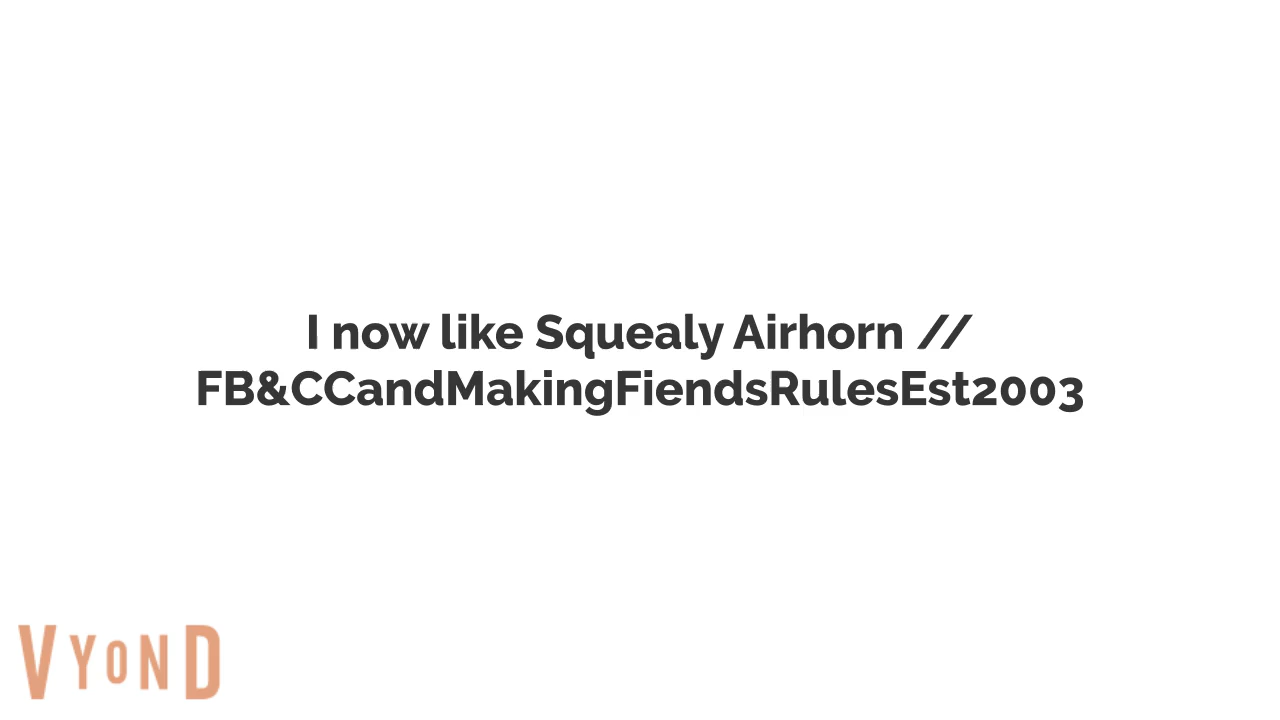 I now like Squealy Airhorn //
FB&CCandMakingFiendsRulesEst2003
VYOND